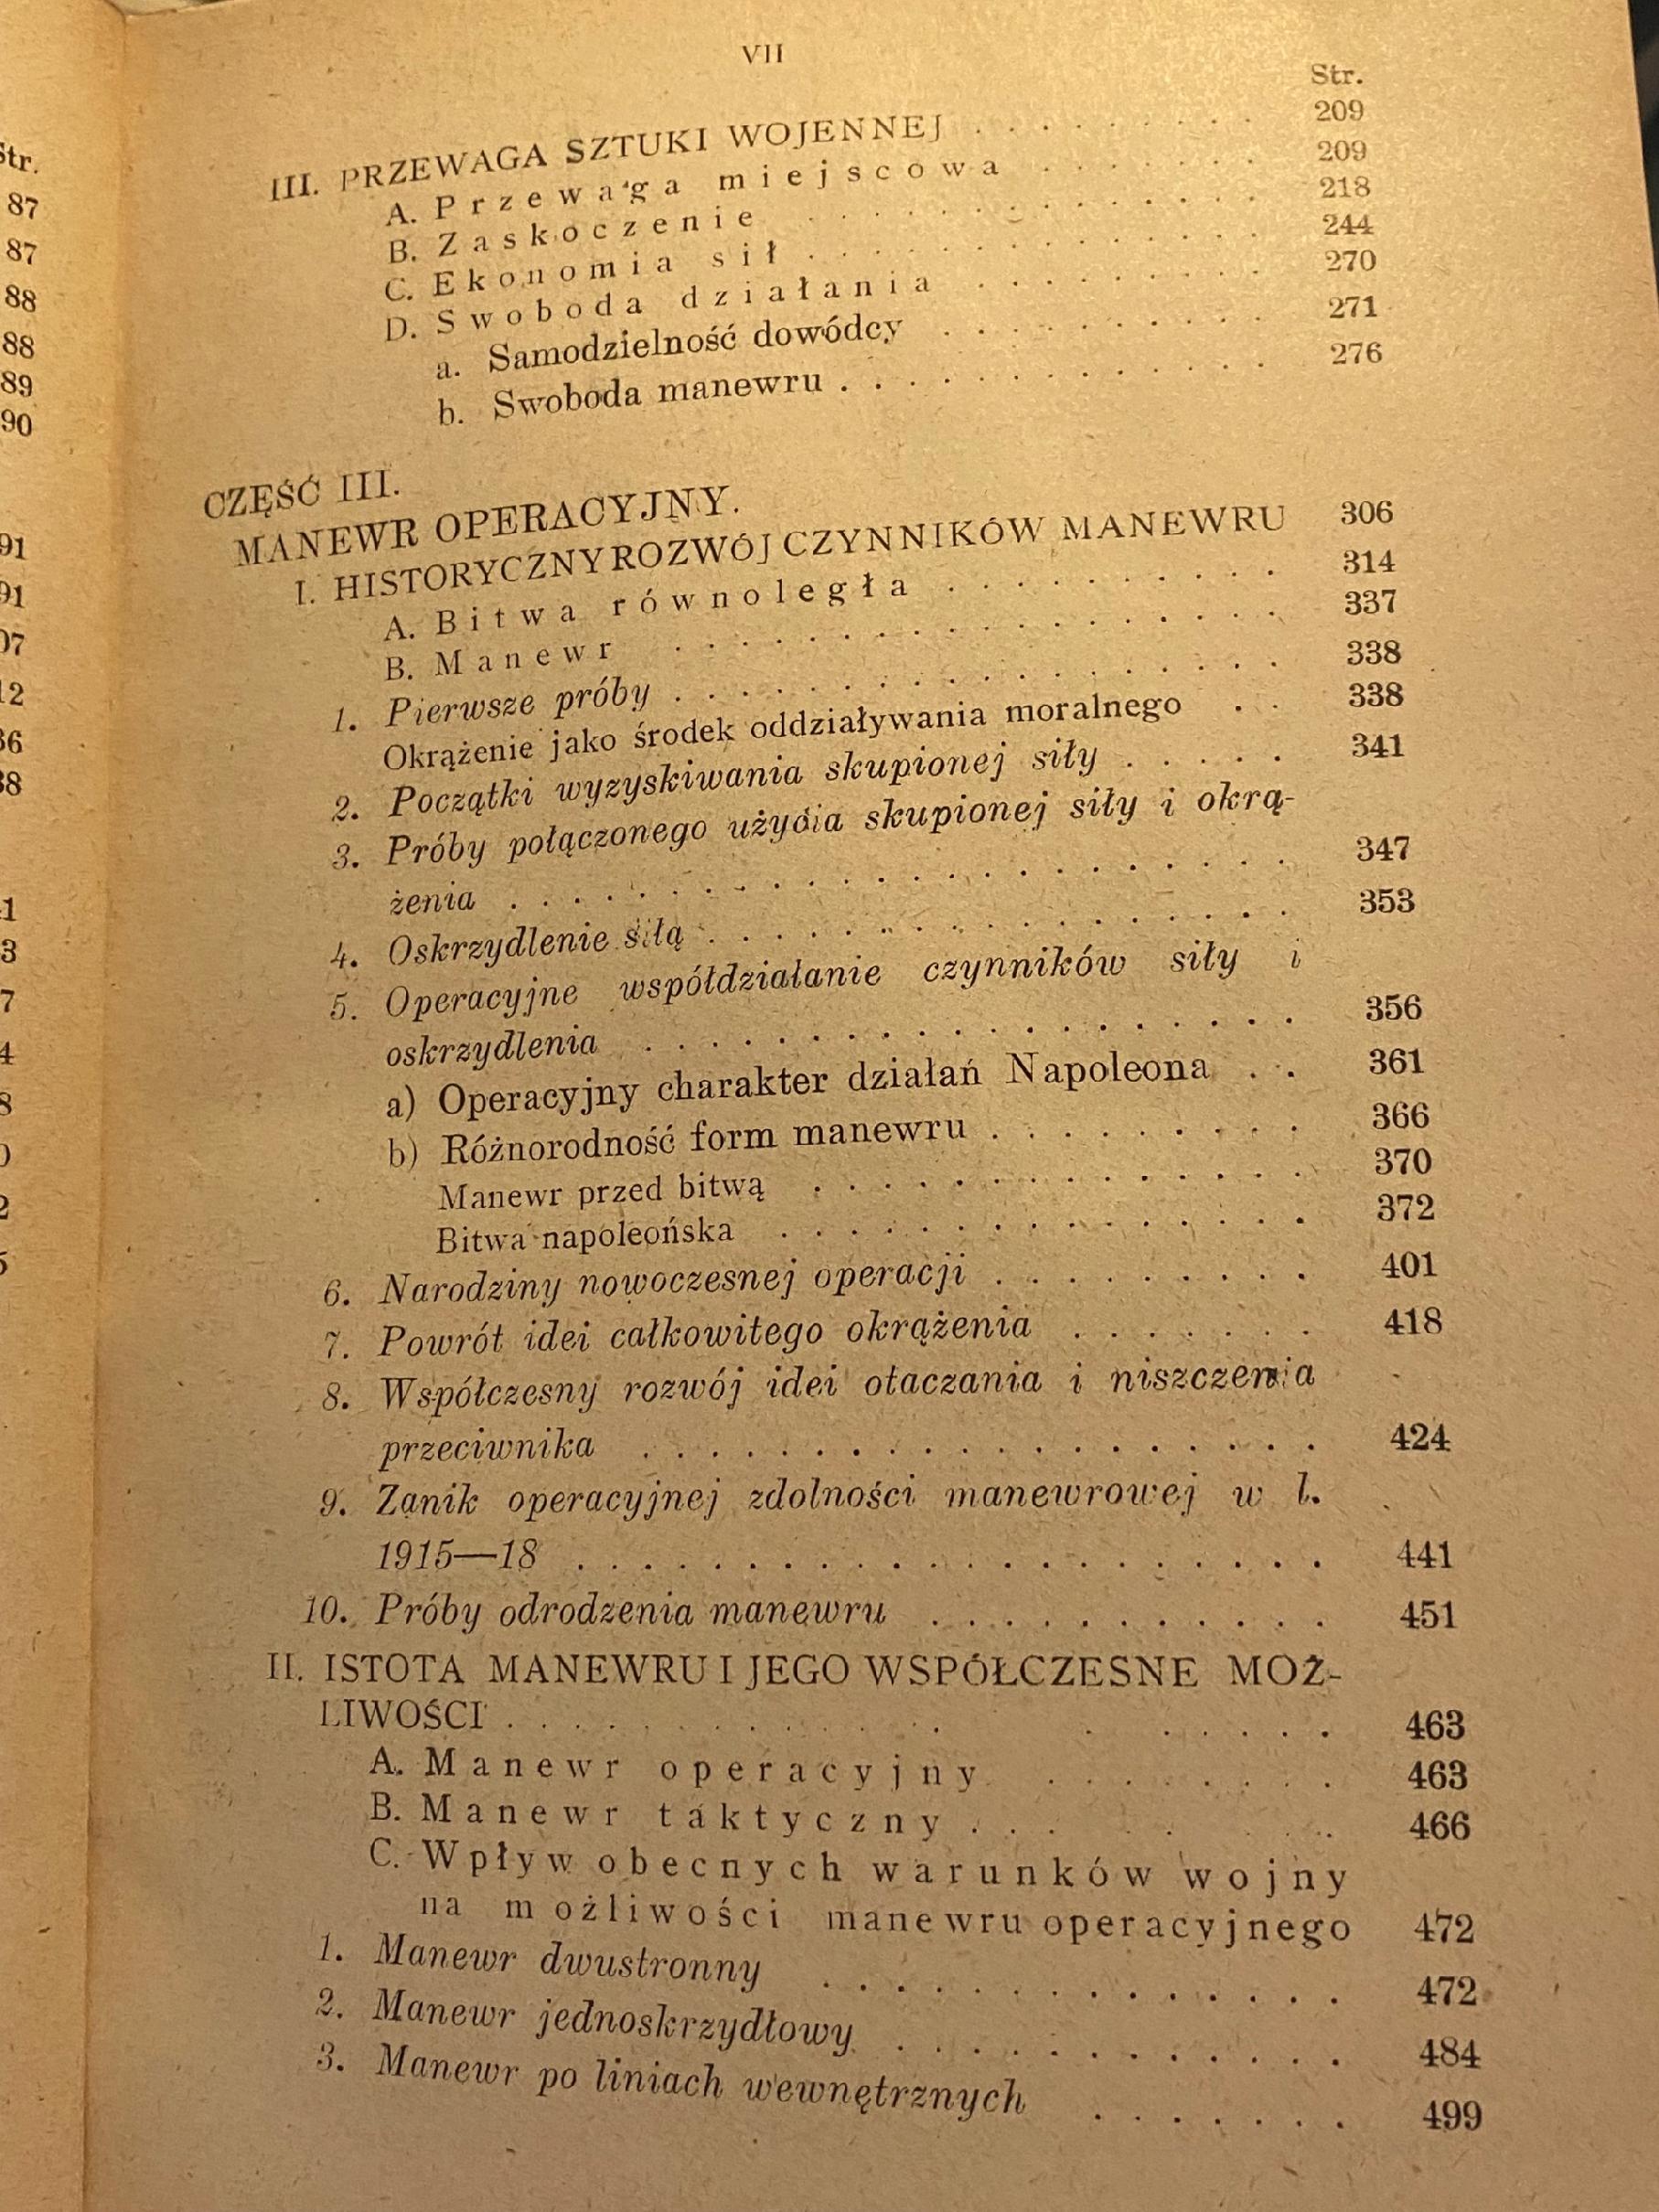 VII
Str.
III. PRZEWAGA SZTUKI WOJENNEJ . . . . . . . . . 209
A. Przewaga miejscowa . . . . . . . 209
B. Zaskoczenie . . . . . . . . . . . . 218
C. Ekonomia sił . . . . . . . . . . . . 244
D. Swoboda działania . . . . . . . . . 270
a. Samodzielność dowódcy . . . . . . . . . . 271
b. Swoboda manewru . . . . . . . . . . . . . 276
CZĘŚĆ III.
MANEWR OPERACYJNY.
I. HISTORYCZNY ROZWÓJ CZYNNIKÓW MANEWRU 306
A. Bitwa równoległa . . . . . . . . . . 314
B. Manewr . . . . . . . . . . . . . . . . 337
1. Pierwsze próby . . . . . . . . . . . . . . . . 338
Okrążenie jako środek oddziaływania moralnego . . 338
2. Początki wyzyskiwania skupionej siły . . . . . 341
3. Próby połączonego użycia skupionej siły i okrą-
żenia . . . . . . . . . . . . . . . . . . . . 347
4. Oskrzydlenie siłą . . . . . . . . . . . . . . . 353
5. Operacyjne współdziałanie czynników siły i
oskrzydlenia . . . . . . . . . . . . . . . . . 356
a) Operacyjny charakter działań Napoleona . . 361
b) Różnorodność form manewru . . . . . . . . . 366
Manewr przed bitwą . . . . . . . . . . . . . 370
Bitwa napoleońska . . . . . . . . . . . . . . 372
6. Narodziny nowoczesnej operacji . . . . . . . . . 401
7. Powrót idei całkowitego okrążenia . . . . . . . 418
8. Współczesny rozwój idei otaczania i niszczenia
przeciwnika . . . . . . . . . . . . . . . . . . 424
9. Zanik operacyjnej zdolności manewrowej w l.
1915—18 . . . . . . . . . . . . . . . . . . . . 441
10. Próby odrodzenia manewru . . . . . . . . . . . 451
II. ISTOTA MANEWRU I JEGO WSPÓŁCZESNE MOŻ-
LIWOŚCI . . . . . . . . . . . . . . . . . . . . 463
A. Manewr operacyjny . . . . . . . . 463
B. Manewr taktyczny . . . . . . . . 466
C. Wpływ obecnych warunków wojny
na możliwości manewru operacyjnego 472
1. Manewr dwustronny . . . . . . . . . . . . . . 472
2. Manewr jednoskrzydłowy . . . . . . . . . . . . 484
3. Manewr po liniach wewnętrznych . . . . . . . 499
Str.
87
87
88
88
89
90